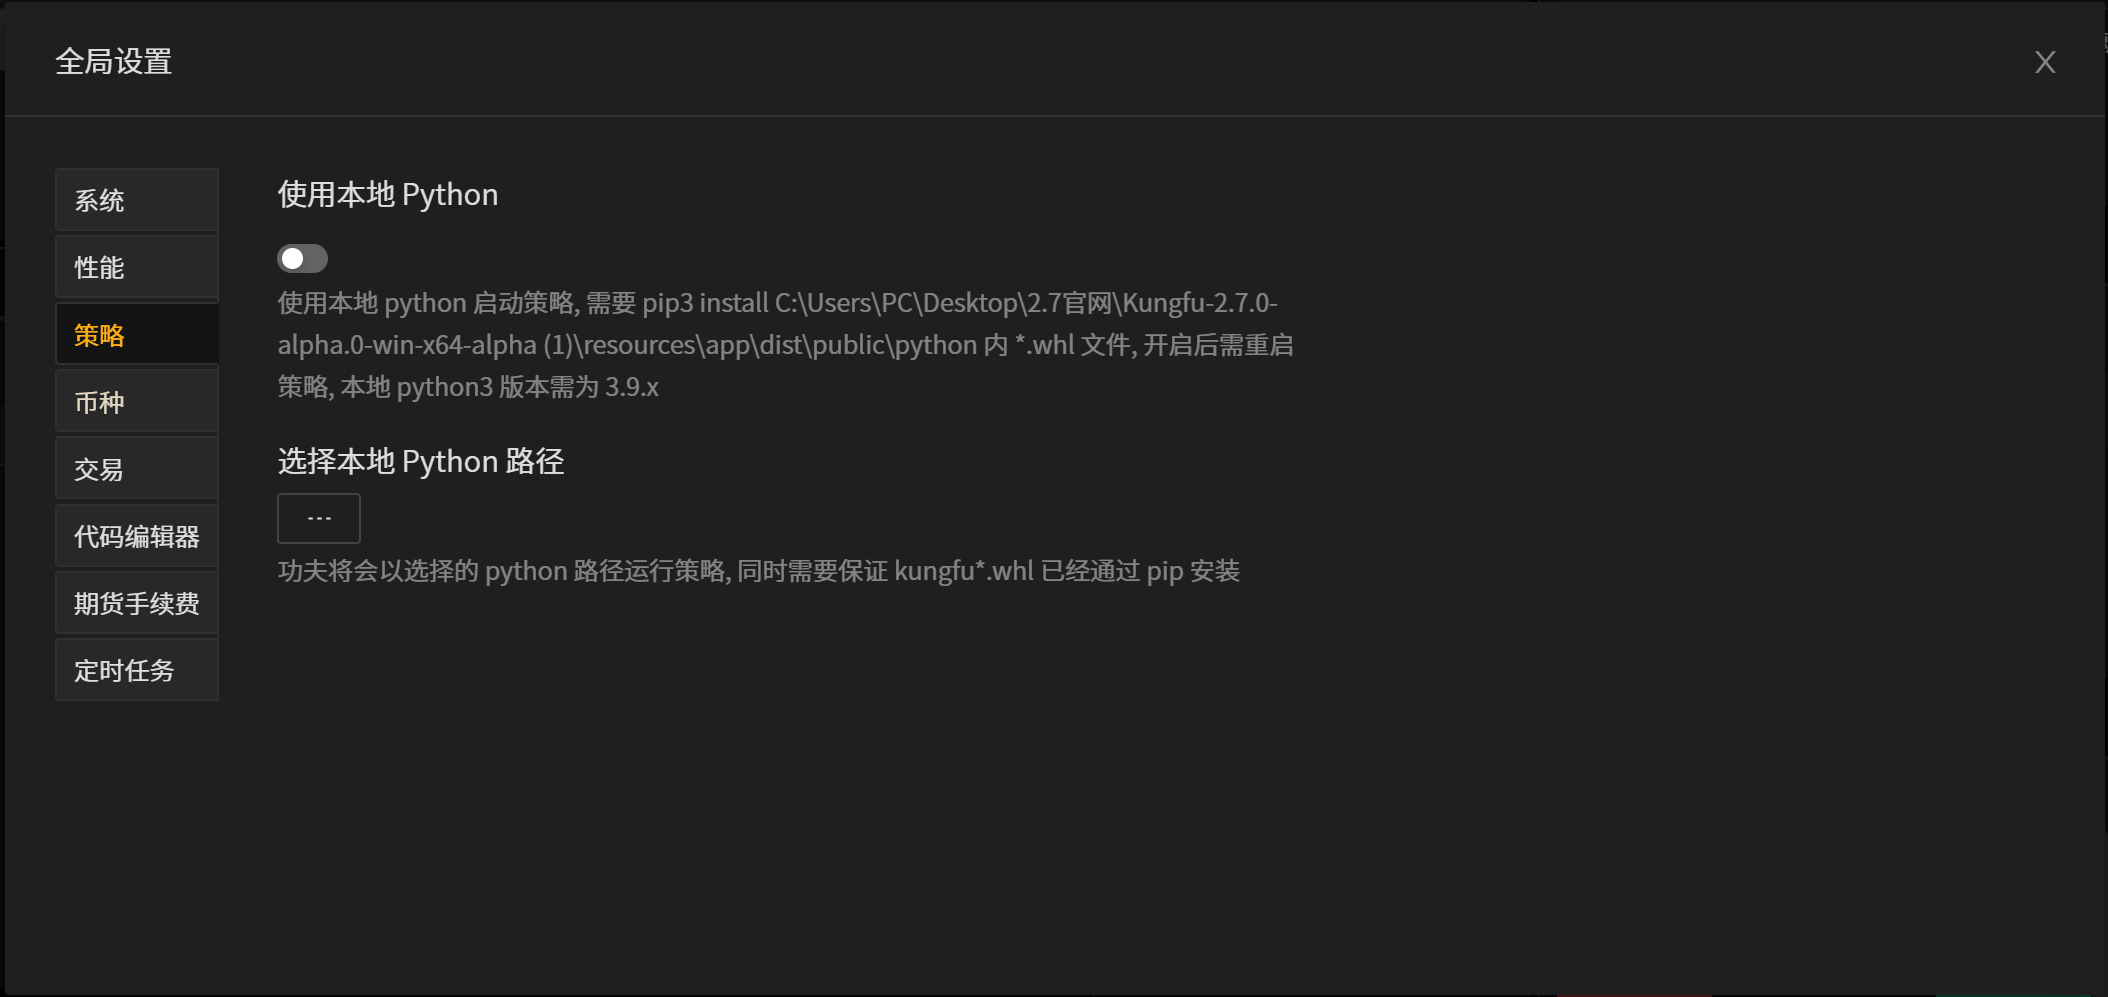 全局设置
X
系统
性能
策略
币种
交易
代码编辑器
期货手续费
定时任务
使用本地 Python
使用本地 python 启动策略, 需要 pip3 install C:\Users\PC\Desktop\2.7官网\Kungfu-2.7.0-
alpha.0-win-x64-alpha (1)\resources\app\dist\public\python 内 *.whl 文件, 开启后需重启
策略, 本地 python3 版本需为 3.9.x
选择本地 Python 路径
---
功夫将会以选择的 python 路径运行策略, 同时需要保证 kungfu*.whl 已经通过 pip 安装